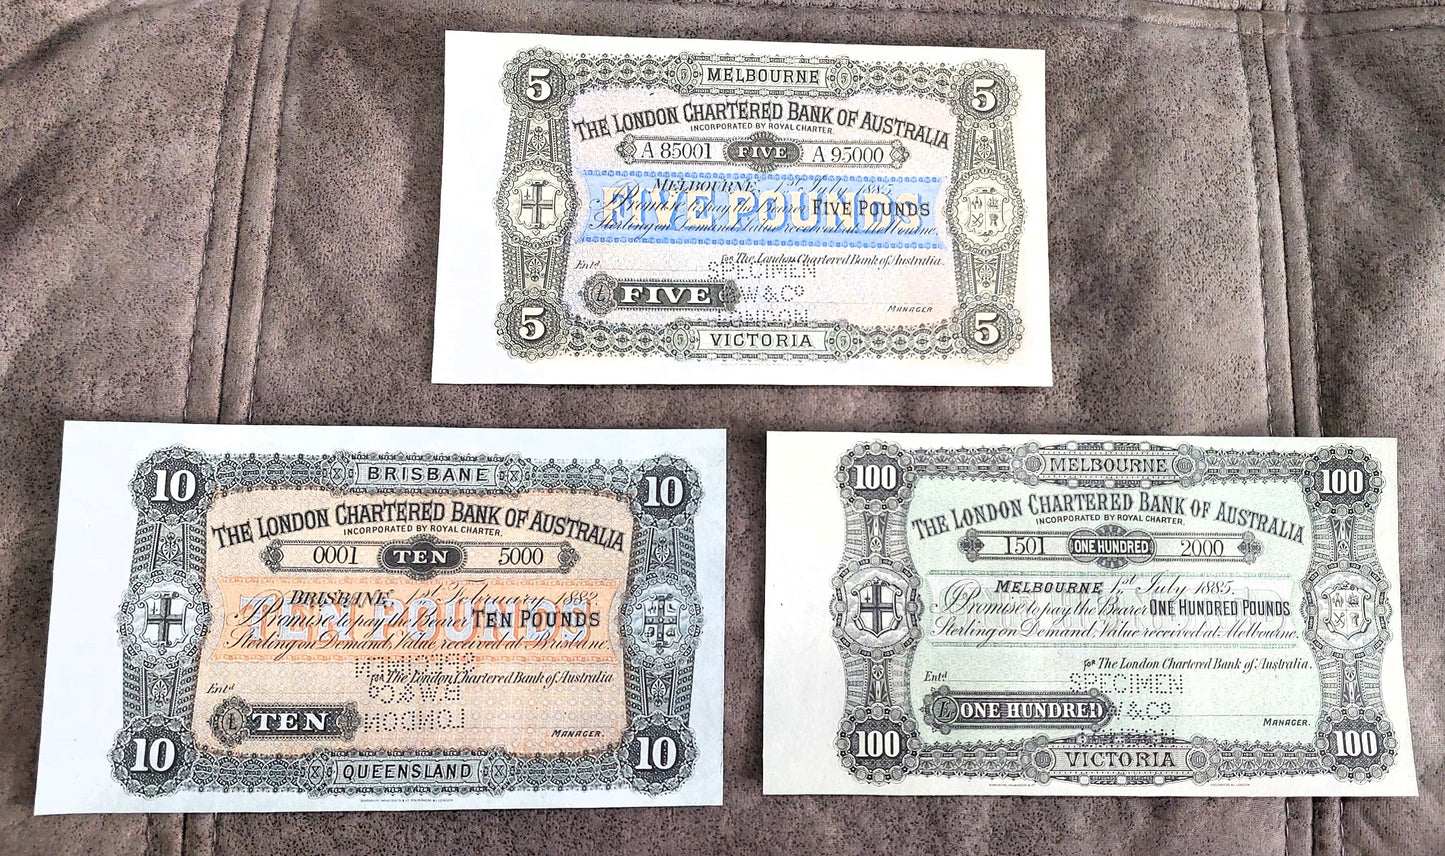 5 MELBOURNE 5
THE LONDON CHARTERED BANK OF AUSTRALIA
INCORPORATED BY ROYAL CHARTER.
A 85001 FIVE A 95000
MELBOURNE, 1st July 1885.
FIVE POUNDS
I Promise to pay the Bearer FIVE POUNDS
Sterling on Demand, Value received at Melbourne.
for The London Chartered Bank of Australia.
Entd
SPECIMEN
W & Co
LONDON
£ FIVE
MANAGER
5 VICTORIA 5
10 BRISBANE 10
THE LONDON CHARTERED BANK OF AUSTRALIA
INCORPORATED BY ROYAL CHARTER.
0001 TEN 5000
BRISBANE 1st February 1882
TEN POUNDS
I Promise to pay the Bearer TEN POUNDS
Sterling on Demand, Value received at Brisbane.
for The London Chartered Bank of Australia
Entd
LONDON
£ TEN
MANAGER.
10 QUEENSLAND 10
100 MELBOURNE 100
THE LONDON CHARTERED BANK OF AUSTRALIA
INCORPORATED BY ROYAL CHARTER.
1501 ONE HUNDRED 2000
MELBOURNE, 1st July 1885.
I Promise to pay the Bearer ONE HUNDRED POUNDS
Sterling on Demand, Value received at Melbourne.
for The London Chartered Bank of Australia.
Entd
SPECIMEN
& Co
£ ONE HUNDRED
MANAGER.
100 VICTORIA 100